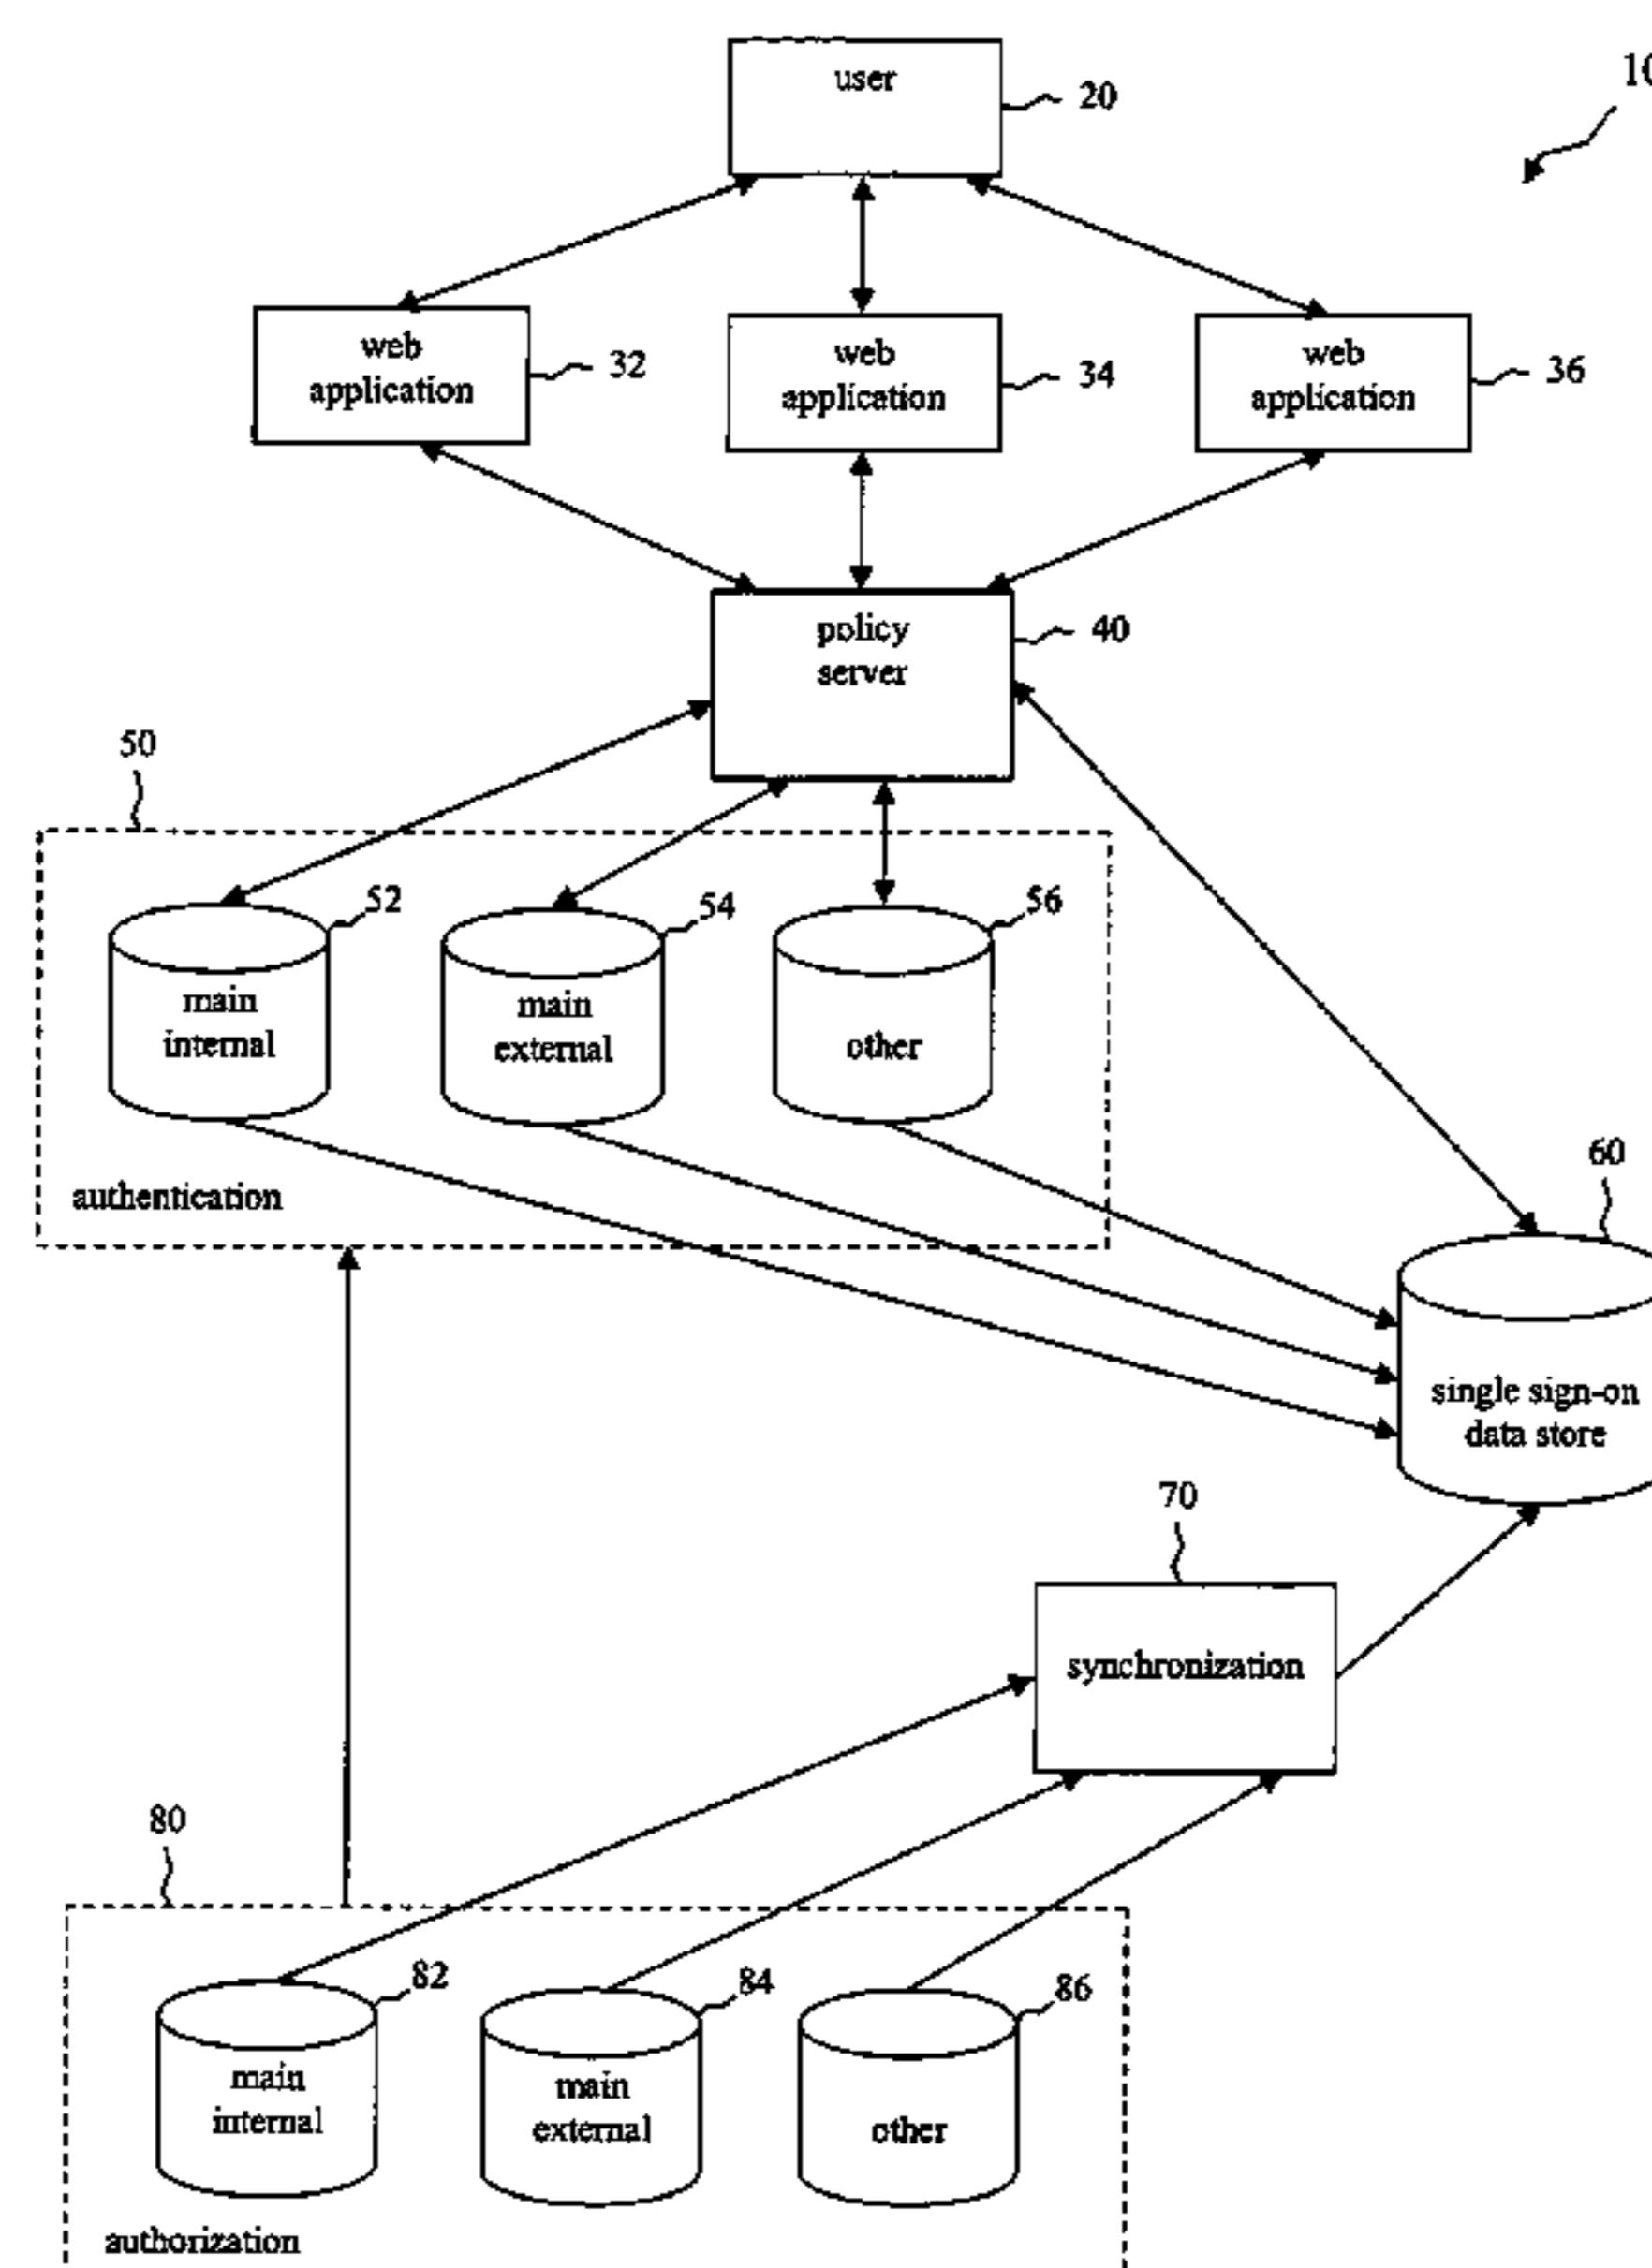 user
20
10
web
application
32
web
application
34
web
application
36
policy
server
40
50
52
54
56
main
internal
main
external
other
authentication
60
single sign-on
data store
70
synchronization
80
82
84
86
main
internal
main
external
other
authorization